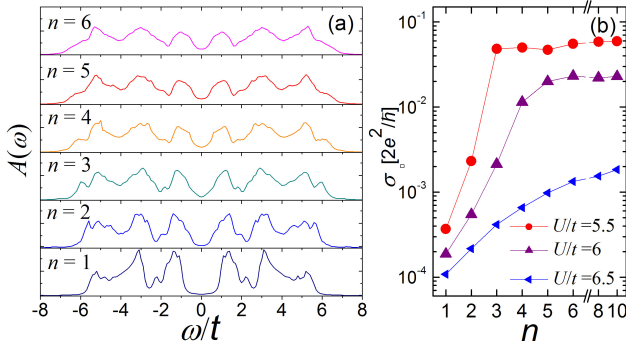 (a)
n = 6
n = 5
n = 4
n = 3
n = 2
n = 1
A(ω)
-8 -6 -4 -2 0 2 4 6 8
ω/t
(b)
σ□ [2e²/ħ]
10⁻¹
10⁻²
10⁻³
10⁻⁴
U/t = 5.5
U/t = 6
U/t = 6.5
1 2 3 4 5 6 8 10
n